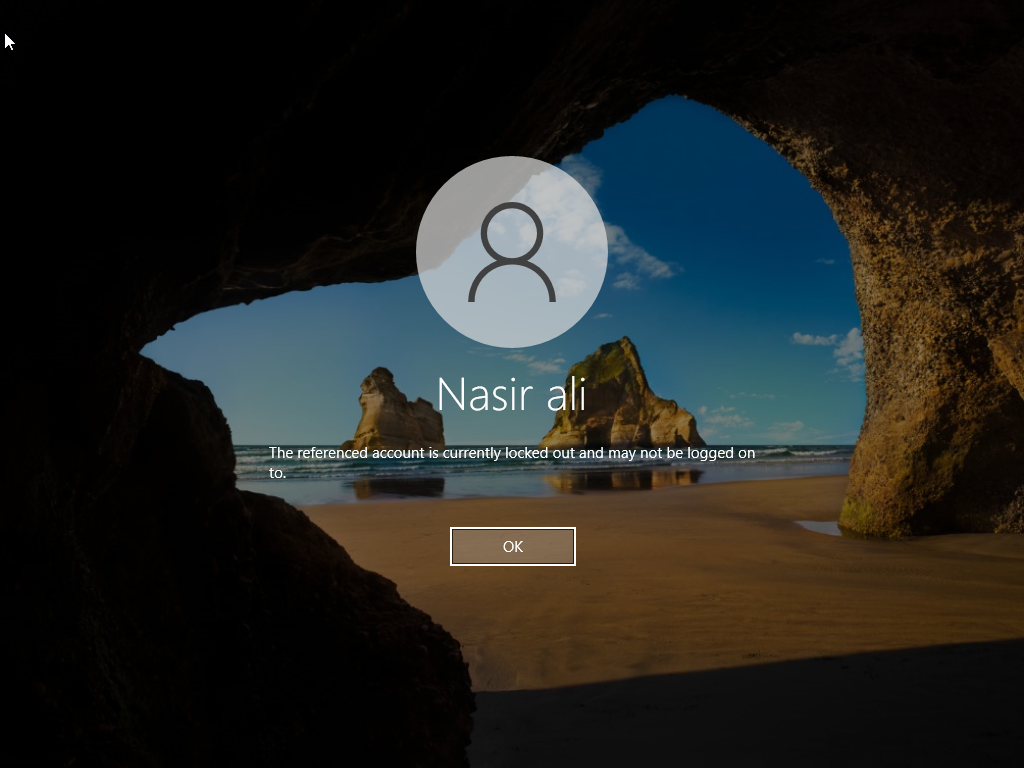 Nasir ali
The referenced account is currently locked out and may not be logged on
to.
OK